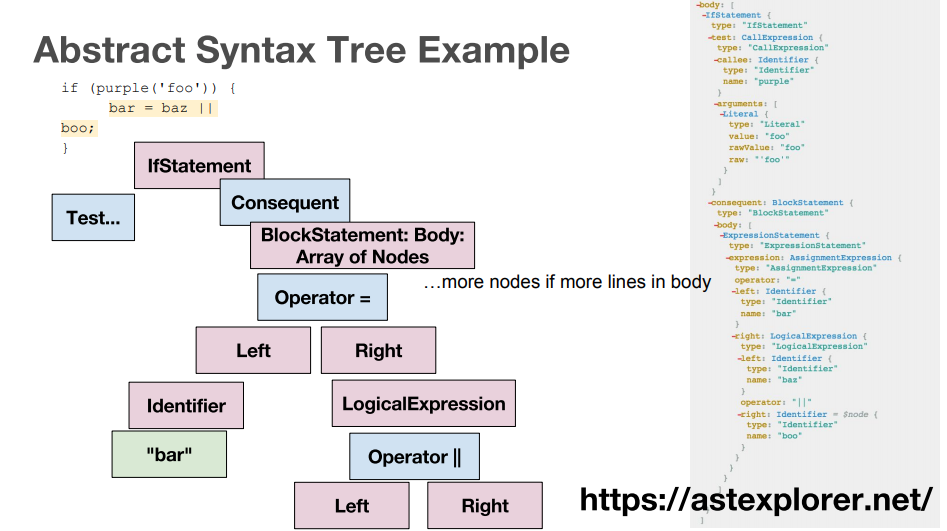 Abstract Syntax Tree Example
if (purple('foo')) {
bar = baz ||
boo;
}
IfStatement
Test...
Consequent
BlockStatement: Body:
Array of Nodes
…more nodes if more lines in body
Operator =
Left
Right
Identifier
LogicalExpression
"bar"
Operator ||
Left
Right
body: [
IfStatement {
type: "IfStatement"
test: CallExpression {
type: "CallExpression"
callee: Identifier {
type: "Identifier"
name: "purple"
}
arguments: [
Literal {
type: "Literal"
value: "foo"
rawValue: "foo"
raw: "'foo'"
}
]
}
consequent: BlockStatement {
type: "BlockStatement"
body: [
ExpressionStatement {
type: "ExpressionStatement"
expression: AssignmentExpression {
type: "AssignmentExpression"
operator: "="
left: Identifier {
type: "Identifier"
name: "bar"
}
right: LogicalExpression {
type: "LogicalExpression"
left: Identifier {
type: "Identifier"
name: "baz"
}
operator: "||"
right: Identifier = $node {
type: "Identifier"
name: "boo"
}
}
}
}
]
https://astexplorer.net/
]